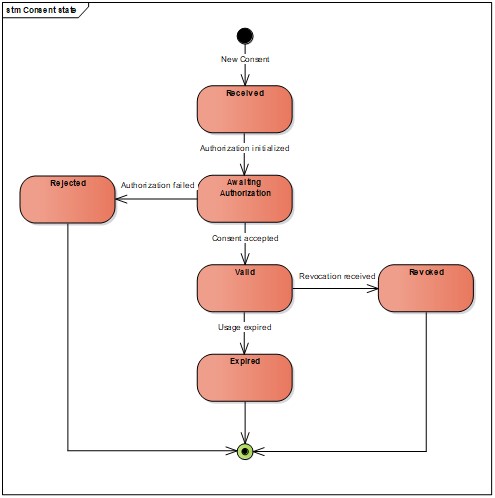 stm Consent state
New Consent
Received
Authorization initialized
Awaiting
Authorization
Authorization failed
Rejected
Consent accepted
Valid
Revocation received
Revoked
Usage expired
Expired